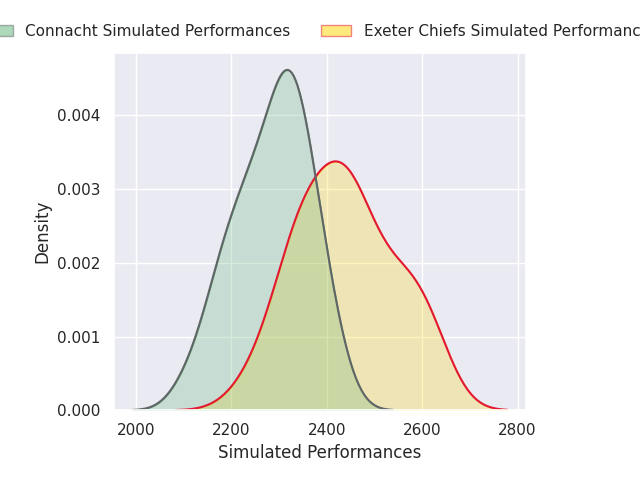 Connacht Simulated Performances Exeter Chiefs Simulated Performanc
0.004
0.003
0.002
0.001
0.000
Density
2000 2200 2400 2600 2800
Simulated Performances